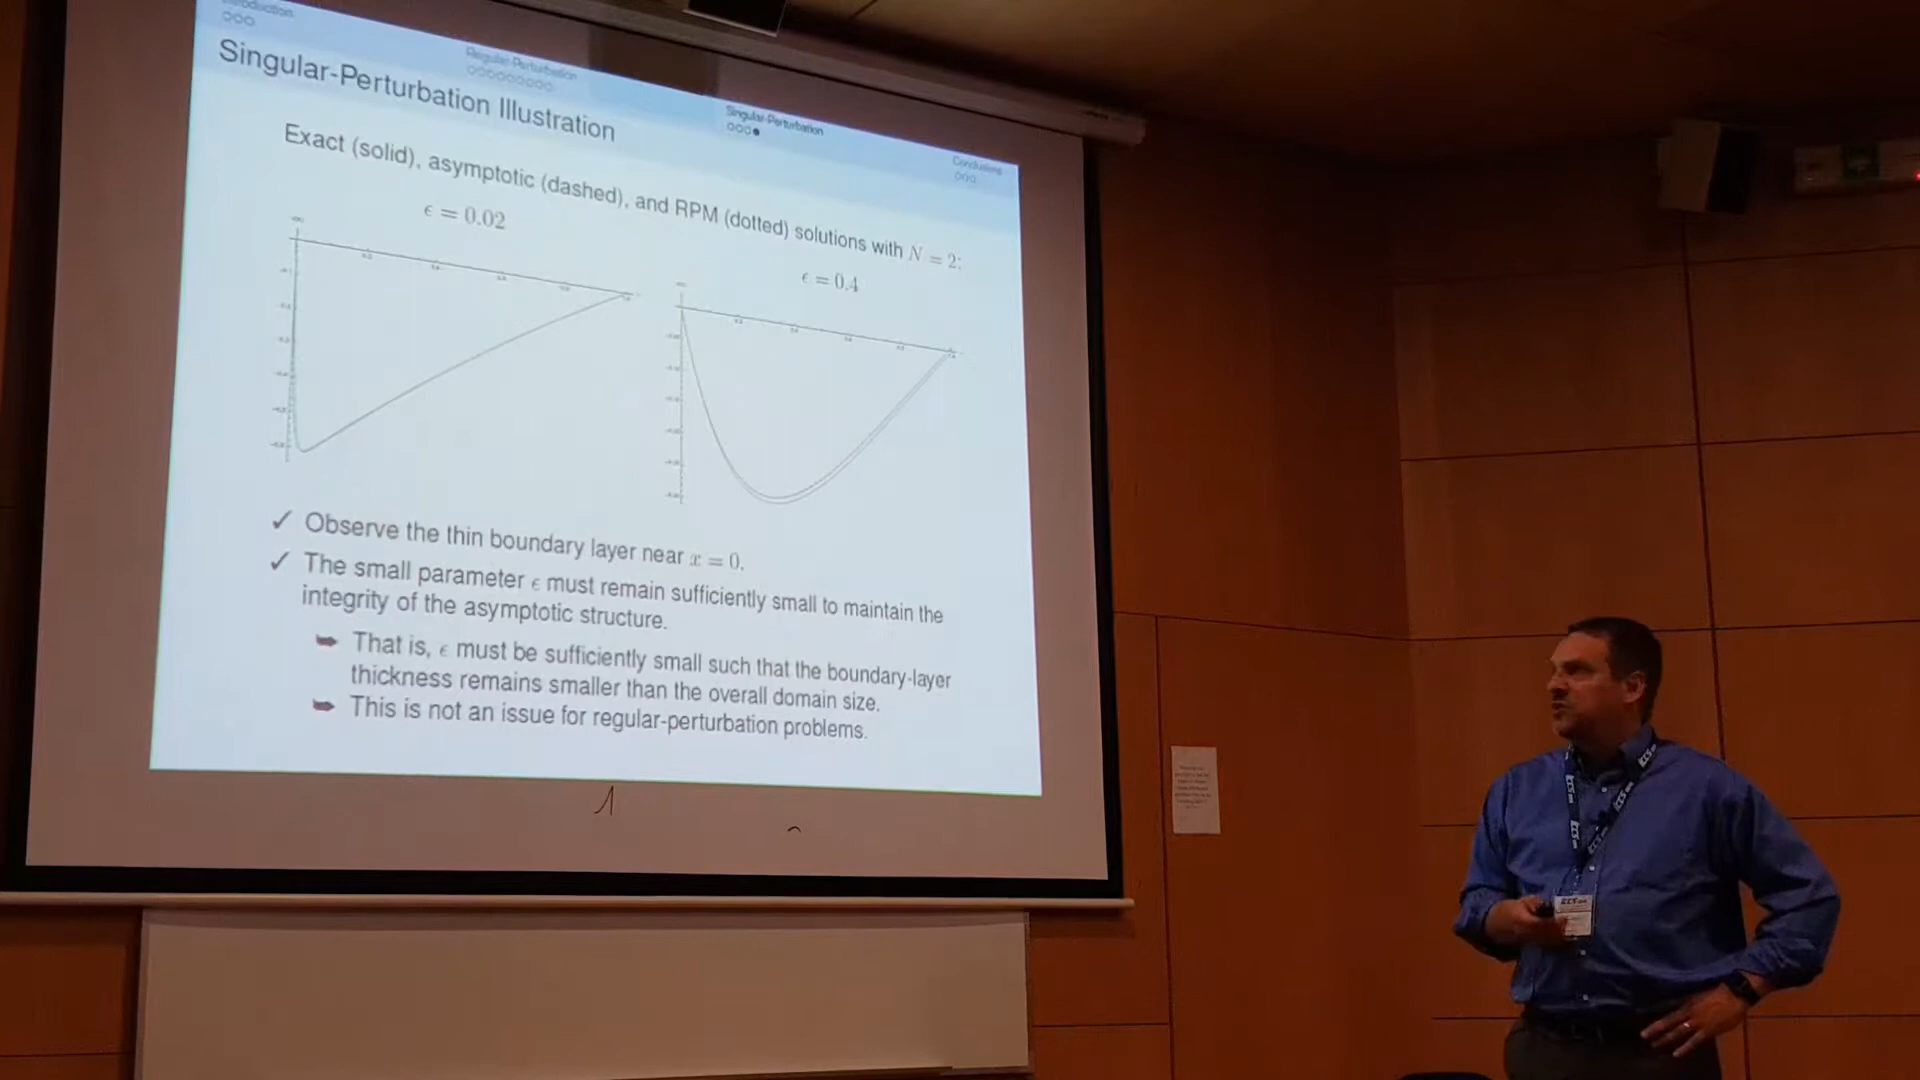 Introduction
Regular-Perturbation
Singular-Perturbation
Singular-Perturbation Illustration
Exact (solid), asymptotic (dashed), and RPM (dotted) solutions with N = 2:
ϵ = 0.02
ϵ = 0.4
✓ Observe the thin boundary layer near x = 0.
✓ The small parameter ϵ must remain sufficiently small to maintain the
integrity of the asymptotic structure.
That is, ϵ must be sufficiently small such that the boundary-layer
thickness remains smaller than the overall domain size.
This is not an issue for regular-perturbation problems.